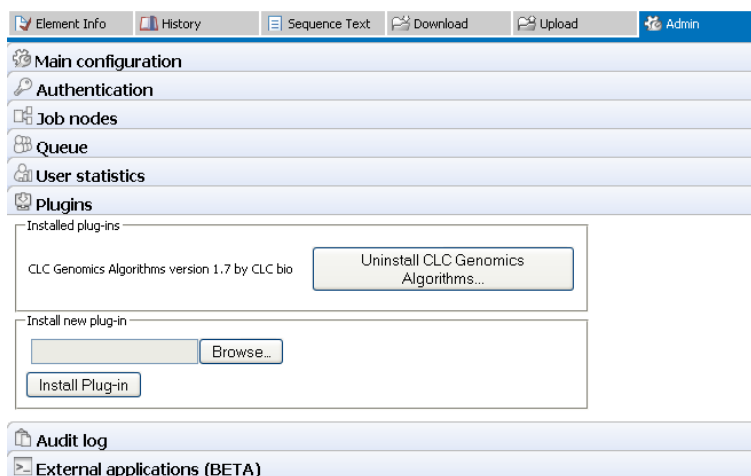 Element Info History Sequence Text Download Upload Admin
Main configuration
Authentication
Job nodes
Queue
User statistics
Plugins
Installed plug-ins
CLC Genomics Algorithms version 1.7 by CLC bio
Uninstall CLC Genomics
Algorithms...
Install new plug-in
Browse...
Install Plug-in
Audit log
External applications (BETA)